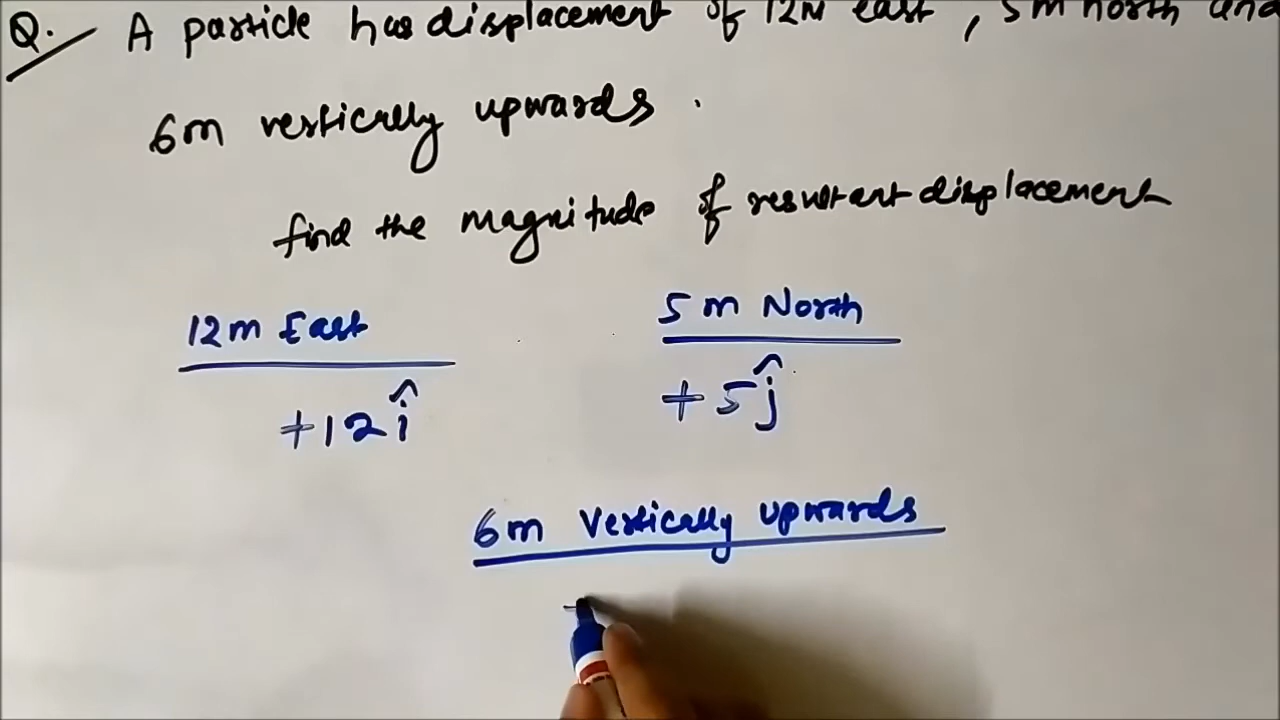 Q. A particle has displacement of 12m east, 5m north and
6m vertically upwards.
find the magnitude of resultant displacement
12m East
5m North
+12î
+5ĵ
6m Vertically upwards